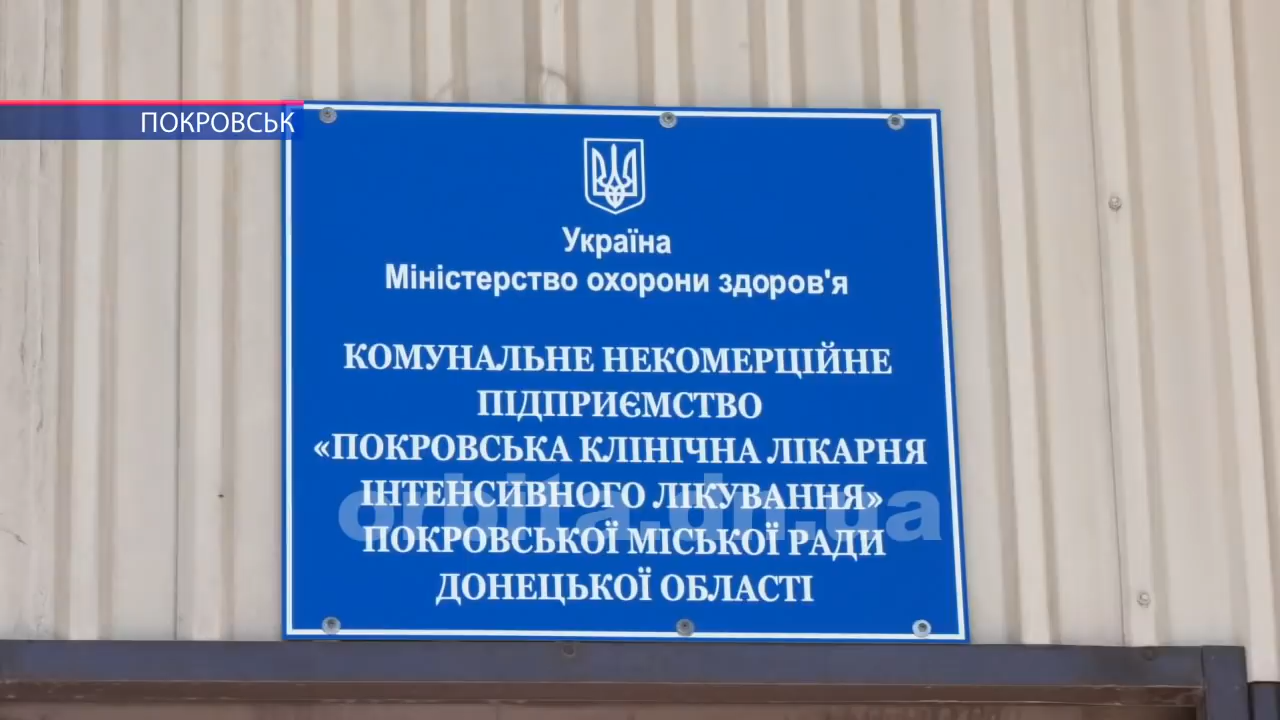 ПОКРОВСЬК
Україна
Міністерство охорони здоров'я
КОМУНАЛЬНЕ НЕКОМЕРЦІЙНЕ
ПІДПРИЄМСТВО
«ПОКРОВСЬКА КЛІНІЧНА ЛІКАРНЯ
ІНТЕНСИВНОГО ЛІКУВАННЯ»
orbita.dn.ua
ПОКРОВСЬКОЇ МІСЬКОЇ РАДИ
ДОНЕЦЬКОЇ ОБЛАСТІ